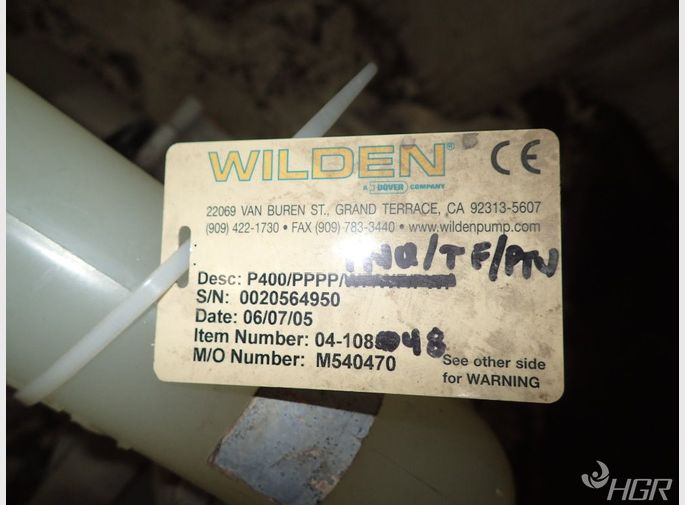 WILDEN®
CE
A DOVER COMPANY
22069 VAN BUREN ST., GRAND TERRACE, CA 92313-5607
(909) 422-1730 • FAX (909) 783-3440 • www.wildenpump.com
Desc: P400/PPPP/ /TF/PTV
S/N: 0020564950
Date: 06/07/05
Item Number: 04-108 48
M/O Number: M540470
See other side
for WARNING
HGR